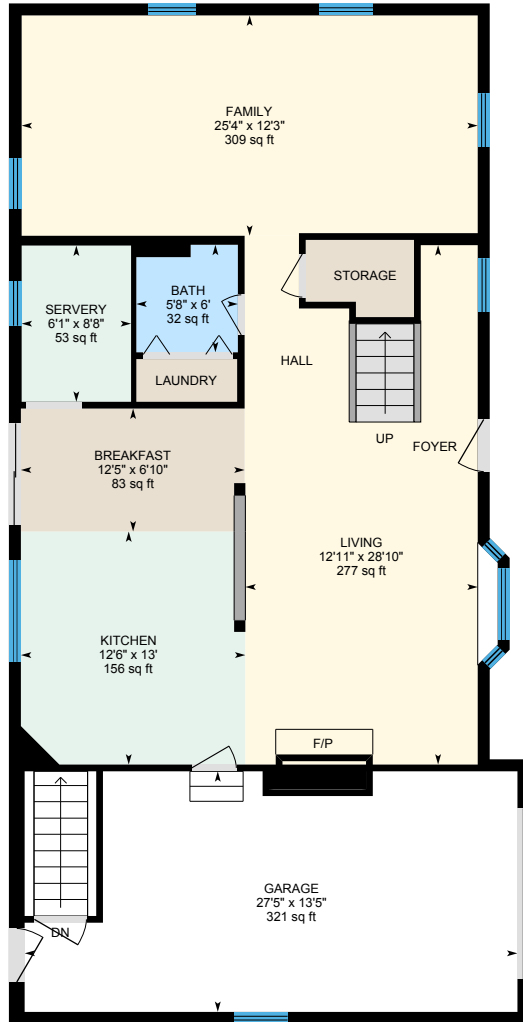 FAMILY
25'4" x 12'3"
309 sq ft
STORAGE
BATH
5'8" x 6'
32 sq ft
SERVERY
6'1" x 8'8"
53 sq ft
HALL
LAUNDRY
UP
FOYER
BREAKFAST
12'5" x 6'10"
83 sq ft
LIVING
12'11" x 28'10"
277 sq ft
KITCHEN
12'6" x 13'
156 sq ft
F/P
GARAGE
27'5" x 13'5"
321 sq ft
DN